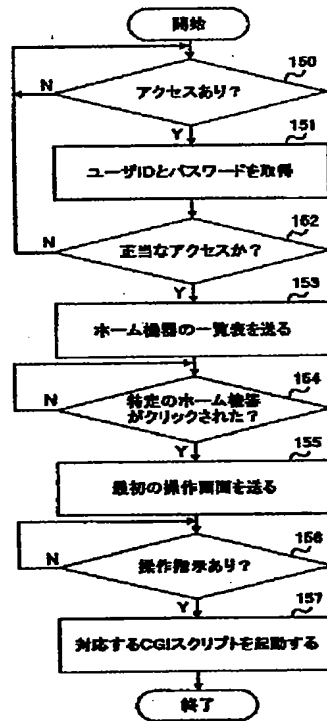 開始
150
アクセスあり?
N
Y
151
ユーザIDとパスワードを取得
152
正当なアクセスか?
N
Y
153
ホーム機器の一覧表を送る
154
特定のホーム機器
がクリックされた?
N
Y
155
最初の操作画面を送る
156
操作指示あり?
N
Y
157
対応するCGIスクリプトを起動する
終了